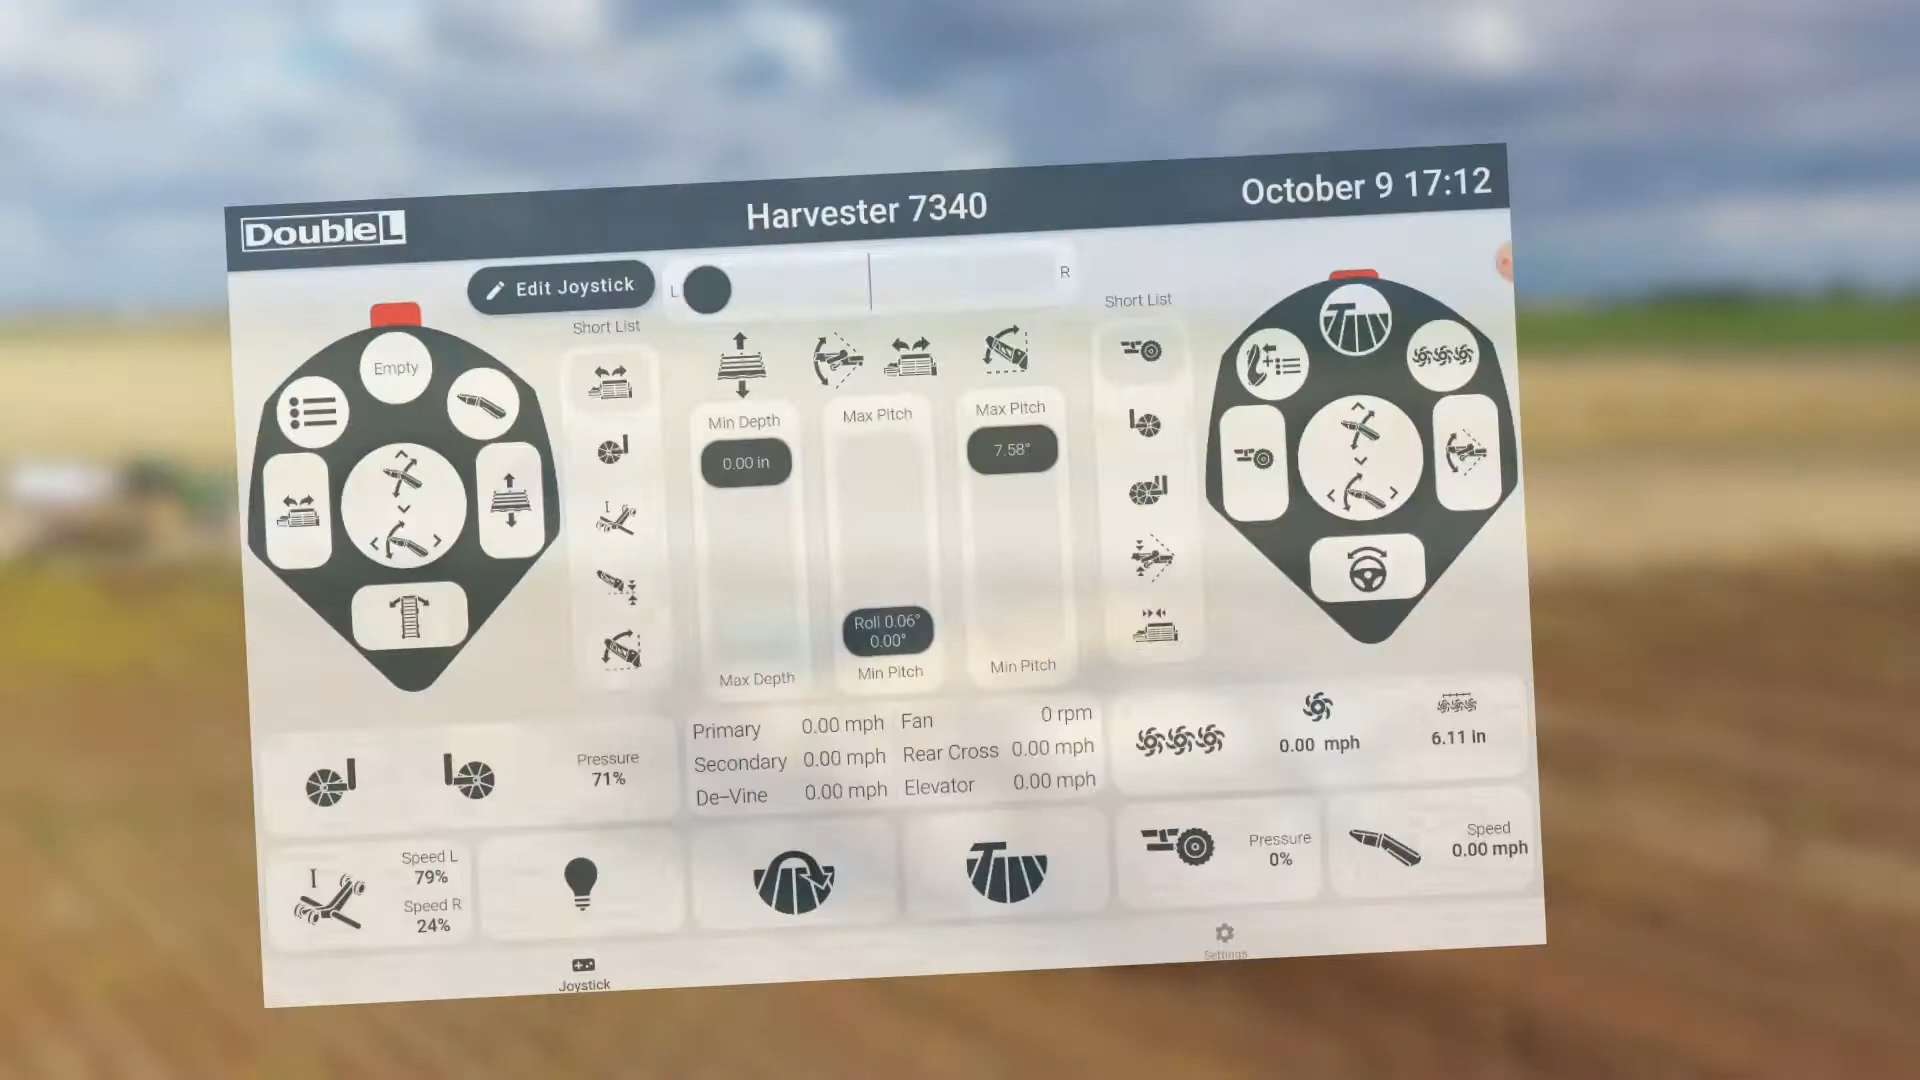 DoubleL
Harvester 7340
October 9 17:12
Edit Joystick
L
R
Short List
Short List
Empty
Min Depth
Max Pitch
Max Pitch
0.00 in
7.58°
Roll 0.06°
0.00°
Max Depth
Min Pitch
Min Pitch
I
Primary 0.00 mph Fan 0 rpm
Secondary 0.00 mph Rear Cross 0.00 mph
De-Vine 0.00 mph Elevator 0.00 mph
Pressure
71%
0.00 mph
6.11 in
I
Speed L
79%
Speed R
24%
Pressure
0%
Speed
0.00 mph
Joystick
Settings